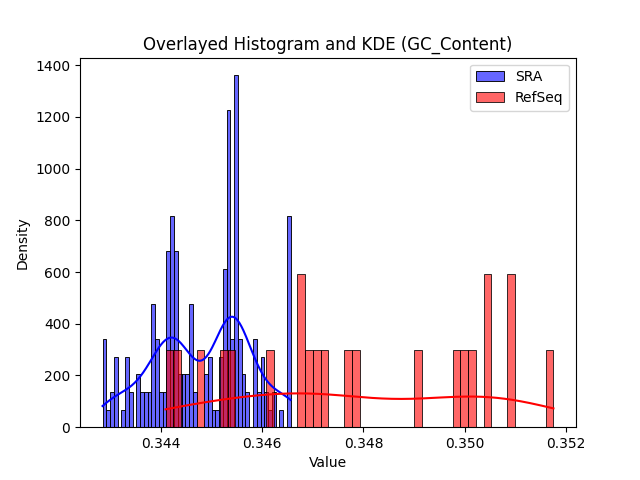 Overlayed Histogram and KDE (GC_Content)
SRA
RefSeq
1400
1200
1000
800
600
400
200
0
Density
0.344
0.346
0.348
0.350
0.352
Value